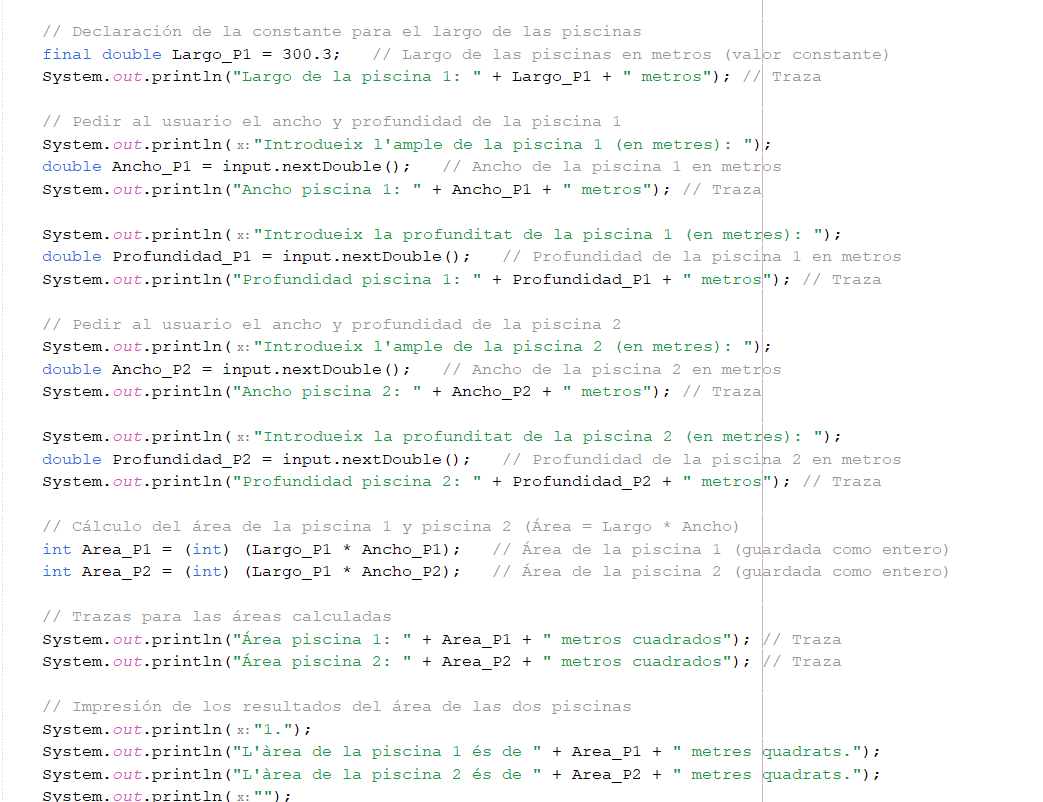 // Declaración de la constante para el largo de las piscinas
final double Largo_P1 = 300.3;   // Largo de las piscinas en metros (valor constante)
System.out.println("Largo de la piscina 1: " + Largo_P1 + " metros"); // Traza
// Pedir al usuario el ancho y profundidad de la piscina 1
System.out.println(x:"Introdueix l'ample de la piscina 1 (en metres): ");
double Ancho_P1 = input.nextDouble();   // Ancho de la piscina 1 en metros
System.out.println("Ancho piscina 1: " + Ancho_P1 + " metros"); // Traza
System.out.println(x:"Introdueix la profunditat de la piscina 1 (en metres): ");
double Profundidad_P1 = input.nextDouble();   // Profundidad de la piscina 1 en metros
System.out.println("Profundidad piscina 1: " + Profundidad_P1 + " metros"); // Traza
// Pedir al usuario el ancho y profundidad de la piscina 2
System.out.println(x:"Introdueix l'ample de la piscina 2 (en metres): ");
double Ancho_P2 = input.nextDouble();   // Ancho de la piscina 2 en metros
System.out.println("Ancho piscina 2: " + Ancho_P2 + " metros"); // Traza
System.out.println(x:"Introdueix la profunditat de la piscina 2 (en metres): ");
double Profundidad_P2 = input.nextDouble();   // Profundidad de la piscina 2 en metros
System.out.println("Profundidad piscina 2: " + Profundidad_P2 + " metros"); // Traza
// Cálculo del área de la piscina 1 y piscina 2 (Área = Largo * Ancho)
int Area_P1 = (int) (Largo_P1 * Ancho_P1);   // Área de la piscina 1 (guardada como entero)
int Area_P2 = (int) (Largo_P1 * Ancho_P2);   // Área de la piscina 2 (guardada como entero)
// Trazas para las áreas calculadas
System.out.println("Área piscina 1: " + Area_P1 + " metros cuadrados"); // Traza
System.out.println("Área piscina 2: " + Area_P2 + " metros cuadrados"); // Traza
// Impresión de los resultados del área de las dos piscinas
System.out.println(x:"1.");
System.out.println("L'àrea de la piscina 1 és de " + Area_P1 + " metres quadrats.");
System.out.println("L'àrea de la piscina 2 és de " + Area_P2 + " metres quadrats.");
System.out.println(x:"");